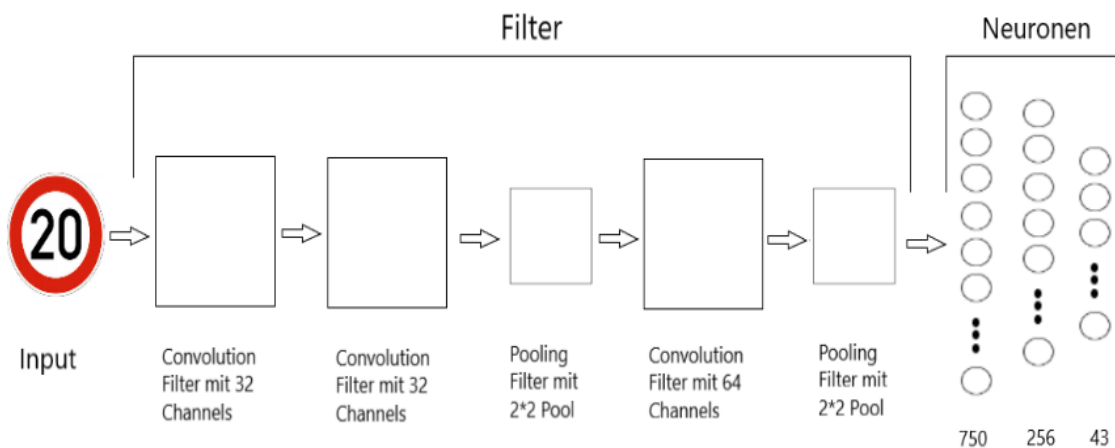 Filter
Neuronen
20
Input
Convolution
Filter mit 32
Channels
Convolution
Filter mit 32
Channels
Pooling
Filter mit
2*2 Pool
Convolution
Filter mit 64
Channels
Pooling
Filter mit
2*2 Pool
750
256
43